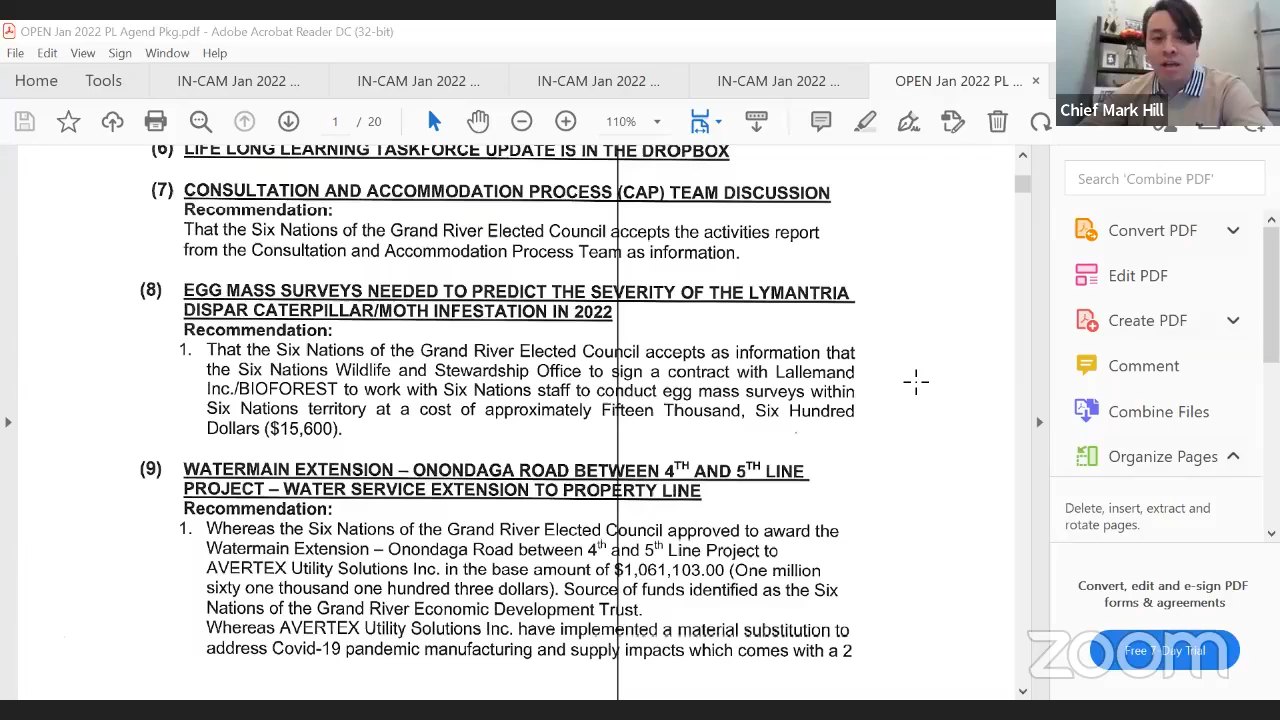 OPEN Jan 2022 PL Agend Pkg.pdf - Adobe Acrobat Reader DC (32-bit)
File Edit View Sign Window Help
Home Tools IN-CAM Jan 2022 ... IN-CAM Jan 2022 ... IN-CAM Jan 2022 ... IN-CAM Jan 2022 ... OPEN Jan 2022 PL ... ×
1 / 20 110%
Chief Mark Hill
(6) LIFE LONG LEARNING TASKFORCE UPDATE IS IN THE DROPBOX
(7) CONSULTATION AND ACCOMMODATION PROCESS (CAP) TEAM DISCUSSION
Recommendation:
That the Six Nations of the Grand River Elected Council accepts the activities report
from the Consultation and Accommodation Process Team as information.
(8) EGG MASS SURVEYS NEEDED TO PREDICT THE SEVERITY OF THE LYMANTRIA
DISPAR CATERPILLAR/MOTH INFESTATION IN 2022
Recommendation:
1. That the Six Nations of the Grand River Elected Council accepts as information that
the Six Nations Wildlife and Stewardship Office to sign a contract with Lallemand
Inc./BIOFOREST to work with Six Nations staff to conduct egg mass surveys within
Six Nations territory at a cost of approximately Fifteen Thousand, Six Hundred
Dollars ($15,600).
(9) WATERMAIN EXTENSION – ONONDAGA ROAD BETWEEN 4TH AND 5TH LINE
PROJECT – WATER SERVICE EXTENSION TO PROPERTY LINE
Recommendation:
1. Whereas the Six Nations of the Grand River Elected Council approved to award the
Watermain Extension – Onondaga Road between 4th and 5th Line Project to
AVERTEX Utility Solutions Inc. in the base amount of $1,061,103.00 (One million
sixty one thousand one hundred three dollars). Source of funds identified as the Six
Nations of the Grand River Economic Development Trust.
Whereas AVERTEX Utility Solutions Inc. have implemented a material substitution to
address Covid-19 pandemic manufacturing and supply impacts which comes with a 2
Search 'Combine PDF'
Convert PDF
Edit PDF
Create PDF
Comment
Combine Files
Organize Pages
Delete, insert, extract and
rotate pages.
Convert, edit and e-sign PDF
forms & agreements
Free 7-Day Trial
zoom